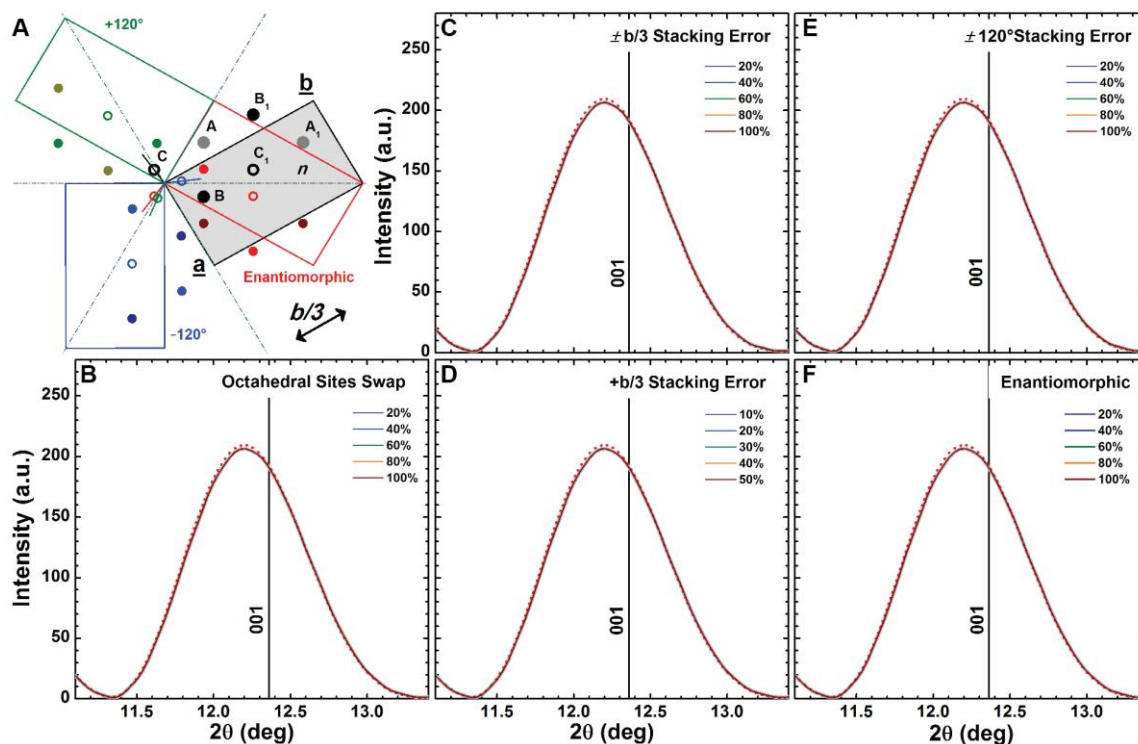 A
+120°
b
B₁
A
A₁
C
C₁
n
B
a
Enantiomorphic
b/3
−120°
C
±b/3 Stacking Error
20%
40%
60%
80%
100%
250
200
150
100
50
0
Intensity (a.u.)
001
E
±120°Stacking Error
20%
40%
60%
80%
100%
001
B
Octahedral Sites Swap
20%
40%
60%
80%
100%
250
200
150
100
50
0
Intensity (a.u.)
001
11.5
12.0
12.5
13.0
2θ (deg)
D
+b/3 Stacking Error
10%
20%
30%
40%
50%
001
11.5
12.0
12.5
13.0
2θ (deg)
F
Enantiomorphic
20%
40%
60%
80%
100%
001
11.5
12.0
12.5
13.0
2θ (deg)